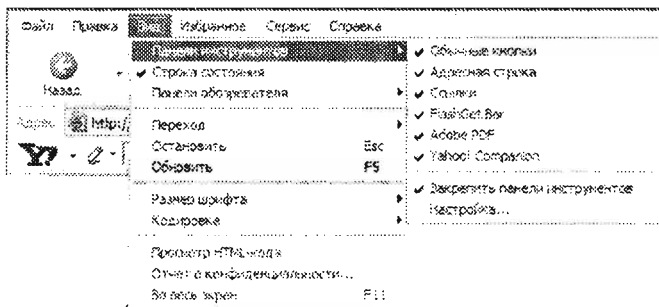 Файл Правка Вид Избранное Сервис Справка
Панели инструментов
Обычные кнопки
Строка состояния
Адресная строка
Назад
Панели обозревателя
Ссылки
FlashGet Bar
Адрес http://
Переход
Adobe PDF
Остановить Esc
Yahoo! Companion
Y?
Обновить F5
Закрепить панели инструментов
Размер шрифта
Настройка...
Кодировка
Просмотр HTML-кода
Отчет о конфиденциальности...
Во весь экран F11